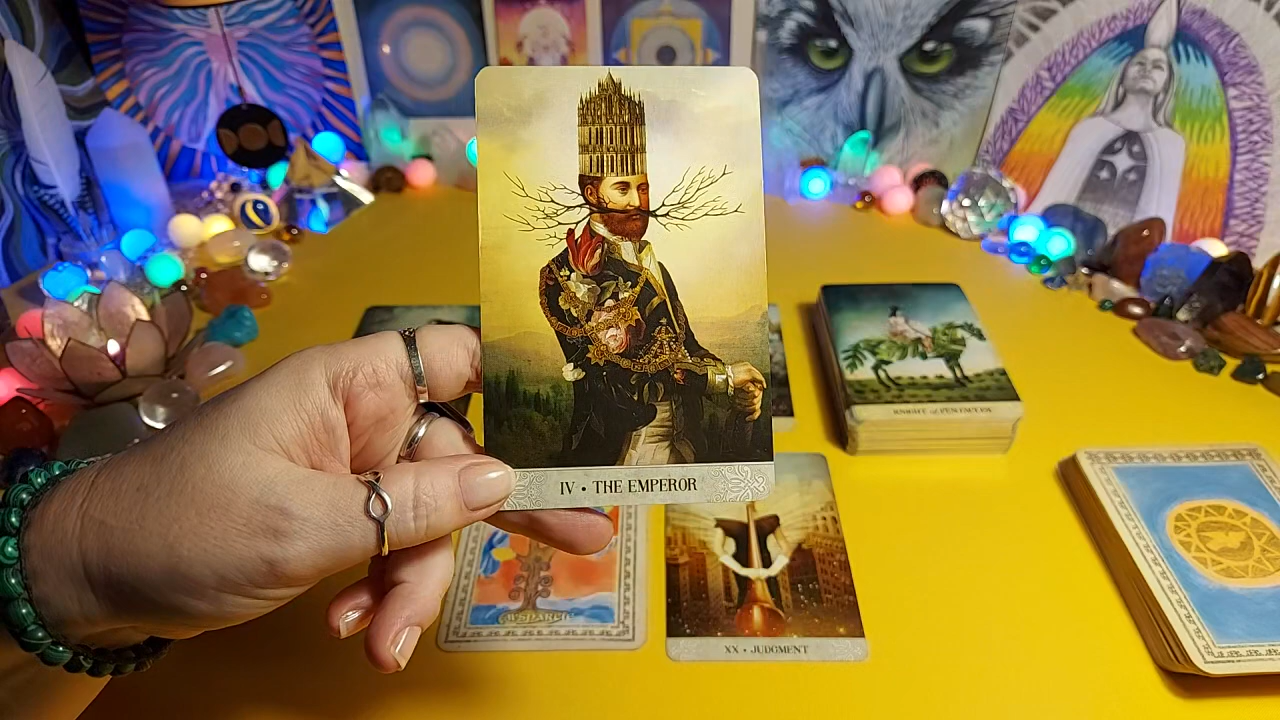 IV • THE EMPEROR
KNIGHT of PENTACLES
XX • JUDGMENT